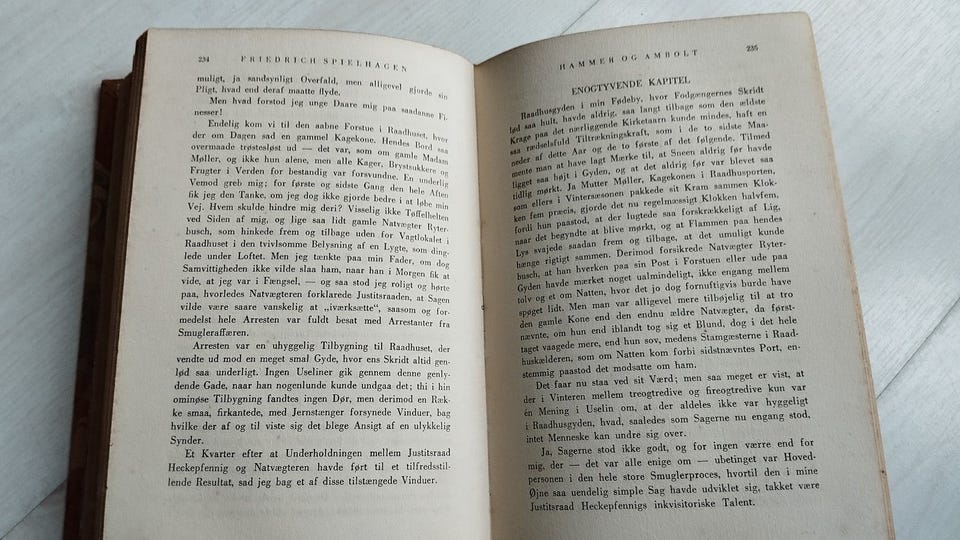 234
FRIEDRICH SPIELHAGEN
muligt, ja sandsynligt Overfald, men alligevel gjorde sin
Pligt, hvad end deraf maatte flyde.
Men hvad forstod jeg unge Daare mig paa saadanne Fj.
nesser!
Endelig kom vi til den aabne Forstue i Raadhuset, hvor
der om Dagen sad en gammel Kagekone. Hendes Bord saa
overmaade trøstesløst ud — det var, som om gamle Madam
Møller, og ikke hun alene, men alle Kager, Brystsukkere og
Frugter i Verden for bestandig var forsvundne. En underlig
Vemod greb mig; for første og sidste Gang den hele Aften
fik jeg den Tanke, om jeg dog ikke gjorde bedre i at løbe min
Vej. Hvem skulde hindre mig deri? Visselig ikke Tøffelhelten
ved Siden af mig, og lige saa lidt gamle Natvægter Ryter-
busch, som hinkede frem og tilbage uden for Vagtlokalet i
Raadhuset i den tvivlsomme Belysning af en Lygte, som ding-
lede under Loftet. Men jeg tænkte paa min Fader, om dog
Samvittigheden ikke vilde slaa ham, naar han i Morgen fik at
vide, at jeg var i Fængsel, — og saa stod jeg roligt og hørte
paa, hvorledes Natvægteren forklarede Justitsraaden, at Sagen
vilde være saare vanskelig at „iværksætte“, saasom og for-
medelst hele Arresten var fuldt besat med Arrestanter fra
Smugleraffæren.
Arresten var en uhyggelig Tilbygning til Raadhuset, der
vendte ud mod en meget smal Gyde, hvor ens Skridt altid gen-
lød saa underligt. Ingen Useliner gik gennem denne genly-
dende Gade, naar han nogenlunde kunde undgaa det; thi i hin
ominøse Tilbygning fandtes ingen Dør, men derimod en Ræk-
ke smaa, firkantede, med Jernstænger forsynede Vinduer, bag
hvilke der af og til viste sig det blege Ansigt af en ulykkelig
Synder.
Et Kvarter efter at Underholdningen mellem Justitsraad
Heckepfennig og Natvægteren havde ført til et tilfredsstil-
lende Resultat, sad jeg bag et af disse tilstængede Vinduer.
HAMMER OG AMBOLT
235
ENOGTYVENDE KAPITEL
Raadhusgyden i min Fødeby, hvor Fodgængernes Skridt
lød saa hult, havde aldrig, saa langt tilbage som den ældste
Krage paa det nærliggende Kirketaarn kunde mindes, haft en
saa rædselsfuld Tiltrækningskraft, som i de to sidste Maa-
neder af dette Aar og de to første af det følgende. Tilmed
mente man at have lagt Mærke til, at Sneen aldrig før havde
ligget saa højt i Gyden, og at det aldrig før var blevet saa
tidlig mørkt. Ja Mutter Møller, Kagekonen i Raadhusporten,
som ellers i Vintersæsonen pakkede sit Kram sammen Klok-
ken fem præcis, gjorde det nu regelmæssigt Klokken halvfem,
fordi hun paastod, at der lugtede saa forskrækkeligt af Lig,
naar det begyndte at blive mørkt, og at Flammen paa hendes
Lys svajede saadan frem og tilbage, at det umuligt kunde
hænge rigtigt sammen. Derimod forsikrede Natvægter Ryter-
busch, at han hverken paa sin Post i Forstuen eller ude paa
Gyden havde mærket noget ualmindeligt, ikke engang mellem
tolv og et om Natten, hvor det jo dog fornuftigvis burde have
spøget lidt. Men man var alligevel mere tilbøjelig til at tro
den gamle Kone end den endnu ældre Natvægter, da først-
nævnte, om hun end iblandt tog sig et Blund, dog i det hele
taget vaagede mere, end hun sov, medens Stamgæsterne i Raad-
huskælderen, som om Natten kom forbi sidstnævntes Port, en-
stemmig paastod det modsatte om ham.
Det faar nu staa ved sit Værd; men saa meget er vist, at
der i Vinteren mellem treogtredive og fireogtredive kun var
én Mening i Uselin om, at der aldeles ikke var hyggeligt
i Raadhusgyden, hvad, saaledes som Sagerne nu engang stod,
intet Menneske kan undre sig over.
Ja, Sagerne stod ikke godt, og for ingen værre end for
mig, der — det var alle enige om — ubetinget var Hoved-
personen i den hele store Smuglerproces, hvortil den i mine
Øjne saa uendelig simple Sag havde udviklet sig, takket være
Justitsraad Heckepfennigs inkvisitoriske Talent.